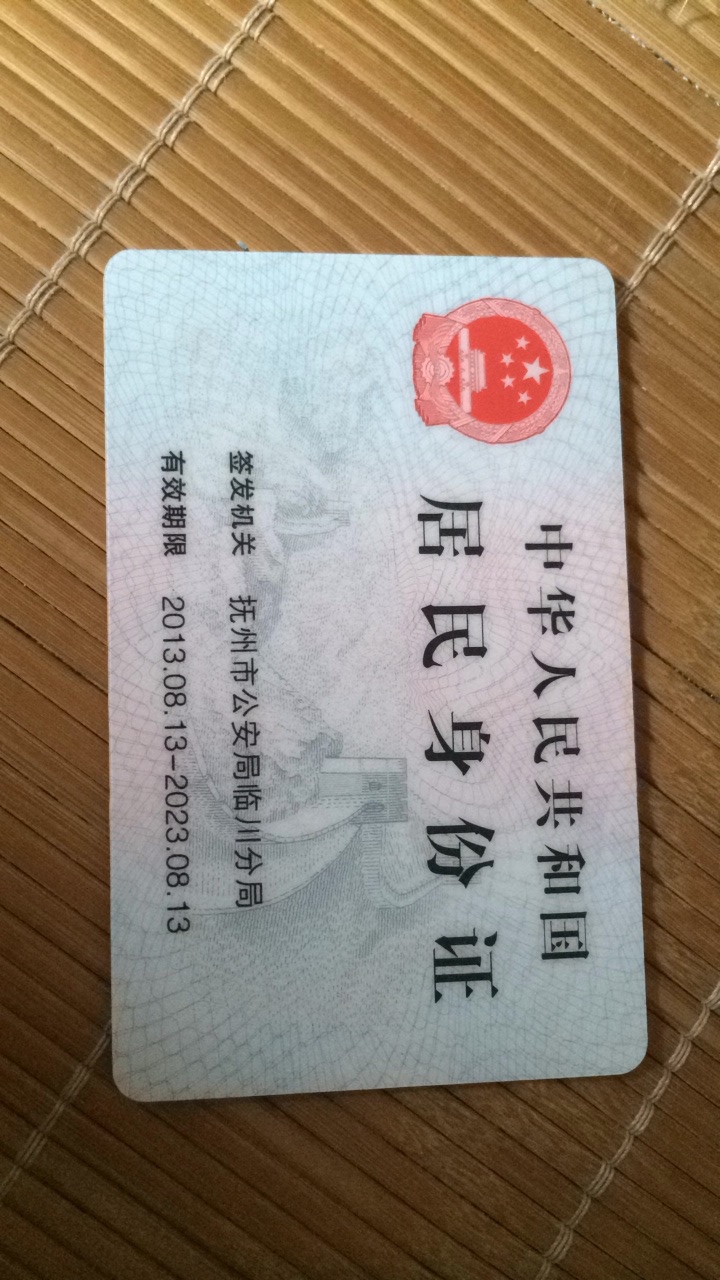 中华人民共和国
居民身份证
签发机关 抚州市公安局临川分局
有效期限 2013.08.13-2023.08.13